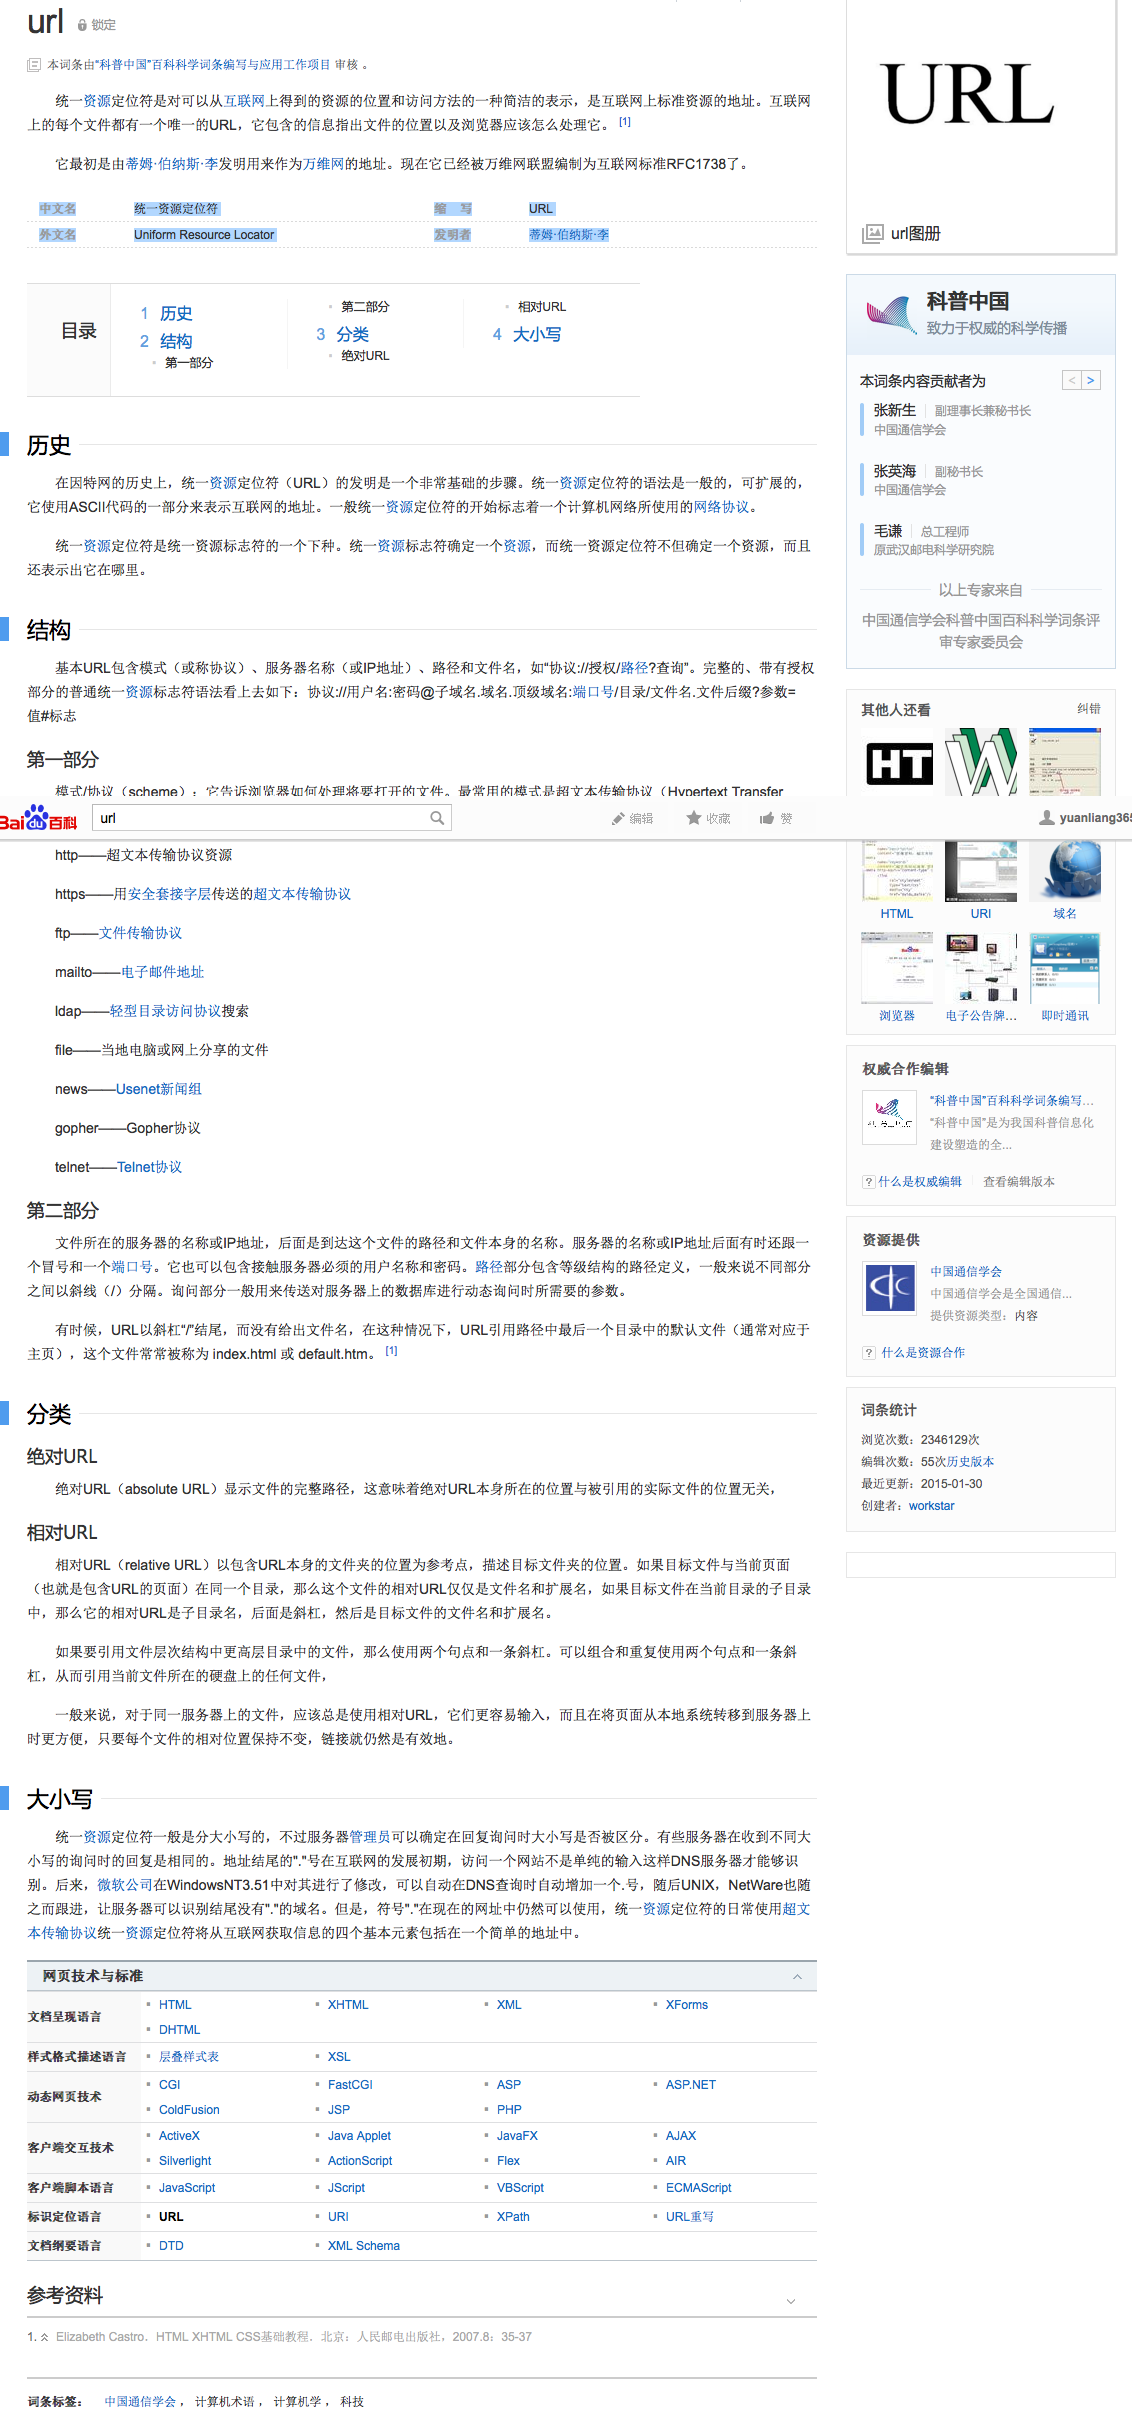 url 锁定
本词条由“科普中国”百科科学词条编写与应用工作项目 审核 。
统一资源定位符是对可以从互联网上得到的资源的位置和访问方法的一种简洁的表示，是互联网上标准资源的地址。互联网
上的每个文件都有一个唯一的URL，它包含的信息指出文件的位置以及浏览器应该怎么处理它。 [1]
它最初是由蒂姆·伯纳斯·李发明用来作为万维网的地址。现在它已经被万维网联盟编制为互联网标准RFC1738了。
中文名 统一资源定位符 缩 写 URL
外文名 Uniform Resource Locator 发明者 蒂姆·伯纳斯·李
目录
1 历史
2 结构
第一部分
第二部分
3 分类
绝对URL
相对URL
4 大小写
历史
在因特网的历史上，统一资源定位符（URL）的发明是一个非常基础的步骤。统一资源定位符的语法是一般的，可扩展的，
它使用ASCII代码的一部分来表示互联网的地址。一般统一资源定位符的开始标志着一个计算机网络所使用的网络协议。
统一资源定位符是统一资源标志符的一个下种。统一资源标志符确定一个资源，而统一资源定位符不但确定一个资源，而且
还表示出它在哪里。
结构
基本URL包含模式（或称协议）、服务器名称（或IP地址）、路径和文件名，如“协议://授权/路径?查询”。完整的、带有授权
部分的普通统一资源标志符语法看上去如下：协议://用户名:密码@子域名.域名.顶级域名:端口号/目录/文件名.文件后缀?参数=
值#标志
第一部分
模式/协议（scheme）：它告诉浏览器如何处理将要打开的文件。最常用的模式是超文本传输协议（Hypertext Transfer
Bai du 百科 url 编辑 收藏 赞 yuanliang365
http——超文本传输协议资源
https——用安全套接字层传送的超文本传输协议
ftp——文件传输协议
mailto——电子邮件地址
ldap——轻型目录访问协议搜索
file——当地电脑或网上分享的文件
news——Usenet新闻组
gopher——Gopher协议
telnet——Telnet协议
第二部分
文件所在的服务器的名称或IP地址，后面是到达这个文件的路径和文件本身的名称。服务器的名称或IP地址后面有时还跟一
个冒号和一个端口号。它也可以包含接触服务器必须的用户名称和密码。路径部分包含等级结构的路径定义，一般来说不同部分
之间以斜线（/）分隔。询问部分一般用来传送对服务器上的数据库进行动态询问时所需要的参数。
有时候，URL以斜杠“/”结尾，而没有给出文件名，在这种情况下，URL引用路径中最后一个目录中的默认文件（通常对应于
主页），这个文件常常被称为 index.html 或 default.htm。 [1]
分类
绝对URL
绝对URL（absolute URL）显示文件的完整路径，这意味着绝对URL本身所在的位置与被引用的实际文件的位置无关，
相对URL
相对URL（relative URL）以包含URL本身的文件夹的位置为参考点，描述目标文件夹的位置。如果目标文件与当前页面
（也就是包含URL的页面）在同一个目录，那么这个文件的相对URL仅仅是文件名和扩展名，如果目标文件在当前目录的子目录
中，那么它的相对URL是子目录名，后面是斜杠，然后是目标文件的文件名和扩展名。
如果要引用文件层次结构中更高层目录中的文件，那么使用两个句点和一条斜杠。可以组合和重复使用两个句点和一条斜
杠，从而引用当前文件所在的硬盘上的任何文件，
一般来说，对于同一服务器上的文件，应该总是使用相对URL，它们更容易输入，而且在将页面从本地系统转移到服务器上
时更方便，只要每个文件的相对位置保持不变，链接就仍然是有效地。
大小写
统一资源定位符一般是分大小写的，不过服务器管理员可以确定在回复询问时大小写是否被区分。有些服务器在收到不同大
小写的询问时的回复是相同的。地址结尾的"."号在互联网的发展初期，访问一个网站不是单纯的输入这样DNS服务器才能够识
别。后来，微软公司在WindowsNT3.51中对其进行了修改，可以自动在DNS查询时自动增加一个.号，随后UNIX，NetWare也随
之而跟进，让服务器可以识别结尾没有"."的域名。但是，符号"."在现在的网址中仍然可以使用，统一资源定位符的日常使用超文
本传输协议统一资源定位符将从互联网获取信息的四个基本元素包括在一个简单的地址中。
网页技术与标准
文档呈现语言 HTML XHTML XML XForms
DHTML
样式格式描述语言 层叠样式表 XSL
动态网页技术 CGI FastCGI ASP ASP.NET
ColdFusion JSP PHP
客户端交互技术 ActiveX Java Applet JavaFX AJAX
Silverlight ActionScript Flex AIR
客户端脚本语言 JavaScript JScript VBScript ECMAScript
标识定位语言 URL URI XPath URL重写
文档纲要语言 DTD XML Schema
参考资料
1. Elizabeth Castro． HTML XHTML CSS基础教程．北京：人民邮电出版社，2007.8：35-37
词条标签： 中国通信学会 ， 计算机术语 ， 计算机学 ， 科技
URL
url图册
科普中国
致力于权威的科学传播
本词条内容贡献者为 < >
张新生 副理事长兼秘书长
中国通信学会
张英海 副秘书长
中国通信学会
毛谦 总工程师
原武汉邮电科学研究院
以上专家来自
中国通信学会科普中国百科科学词条评
审专家委员会
其他人还看 纠错
HT
HTML URI 域名
浏览器 电子公告牌... 即时通讯
权威合作编辑
“科普中国”百科科学词条编写...
“科普中国”是为我国科普信息化
建设塑造的全...
? 什么是权威编辑 查看编辑版本
资源提供
中国通信学会
中国通信学会是全国通信...
提供资源类型：内容
? 什么是资源合作
词条统计
浏览次数：2346129次
编辑次数：55次历史版本
最近更新：2015-01-30
创建者：workstar